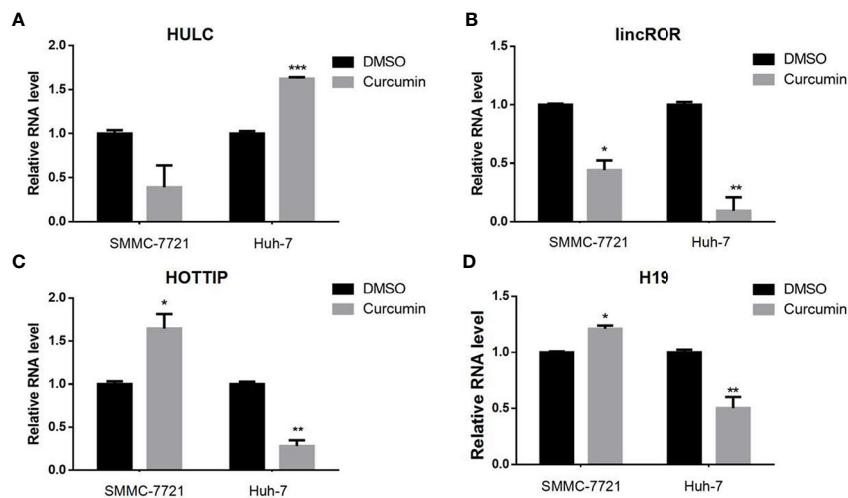 A
HULC
DMSO
Curcumin
Relative RNA level
2.0
1.5
1.0
0.5
0.0
***
SMMC-7721
Huh-7
B
lincROR
DMSO
Curcumin
Relative RNA level
1.5
1.0
0.5
0.0
*
**
SMMC-7721
Huh-7
C
HOTTIP
DMSO
Curcumin
Relative RNA level
2.0
1.5
1.0
0.5
0.0
*
**
SMMC-7721
Huh-7
D
H19
DMSO
Curcumin
Relative RNA level
1.5
1.0
0.5
0.0
*
**
SMMC-7721
Huh-7